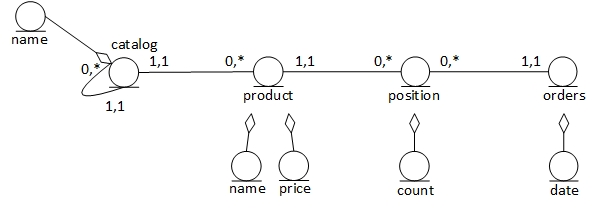 name
catalog
0,*
1,1
1,1
0,*
1,1
0,*
0,*
1,1
product
position
orders
name
price
count
date